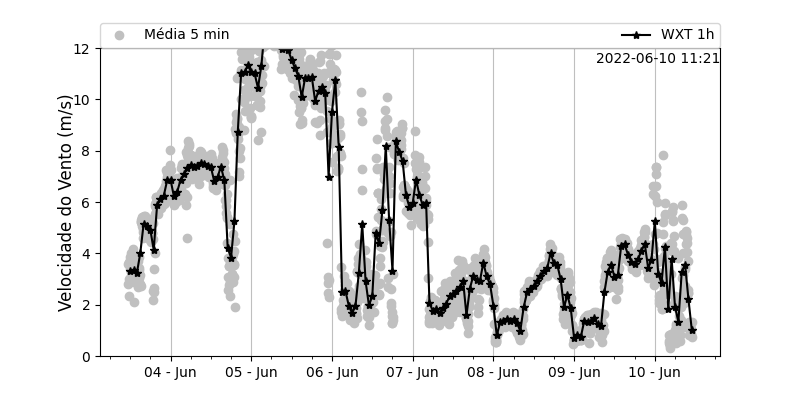 Média 5 min
WXT 1h
2022-06-10 11:21
Velocidade do Vento (m/s)
12
10
8
6
4
2
0
04 - Jun
05 - Jun
06 - Jun
07 - Jun
08 - Jun
09 - Jun
10 - Jun